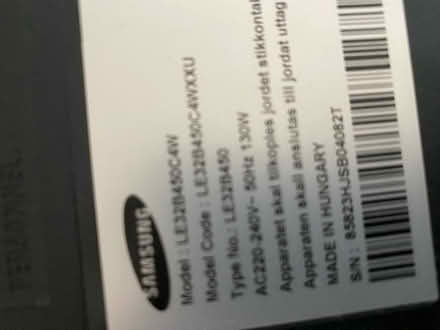 SAMSUNG
Model : LE32B450C4W
Model Code : LE32B450C4WXXU
Type No.: LE32B450
AC220-240V~ 50Hz 130W
Apparatet skal tilkoples jordet stikkontakt
Apparaten skall anslutas till jordat uttag
MADE IN HUNGARY
S/N : 85823HJSB04082T